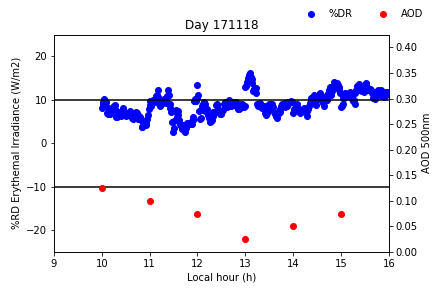 %DR AOD
Day 171118
%RD Erythemal Irradiance (W/m2)
20
10
0
−10
−20
0.40
0.35
0.30
0.25
0.20
0.15
0.10
0.05
0.00
AOD 500nm
9 10 11 12 13 14 15 16
Local hour (h)